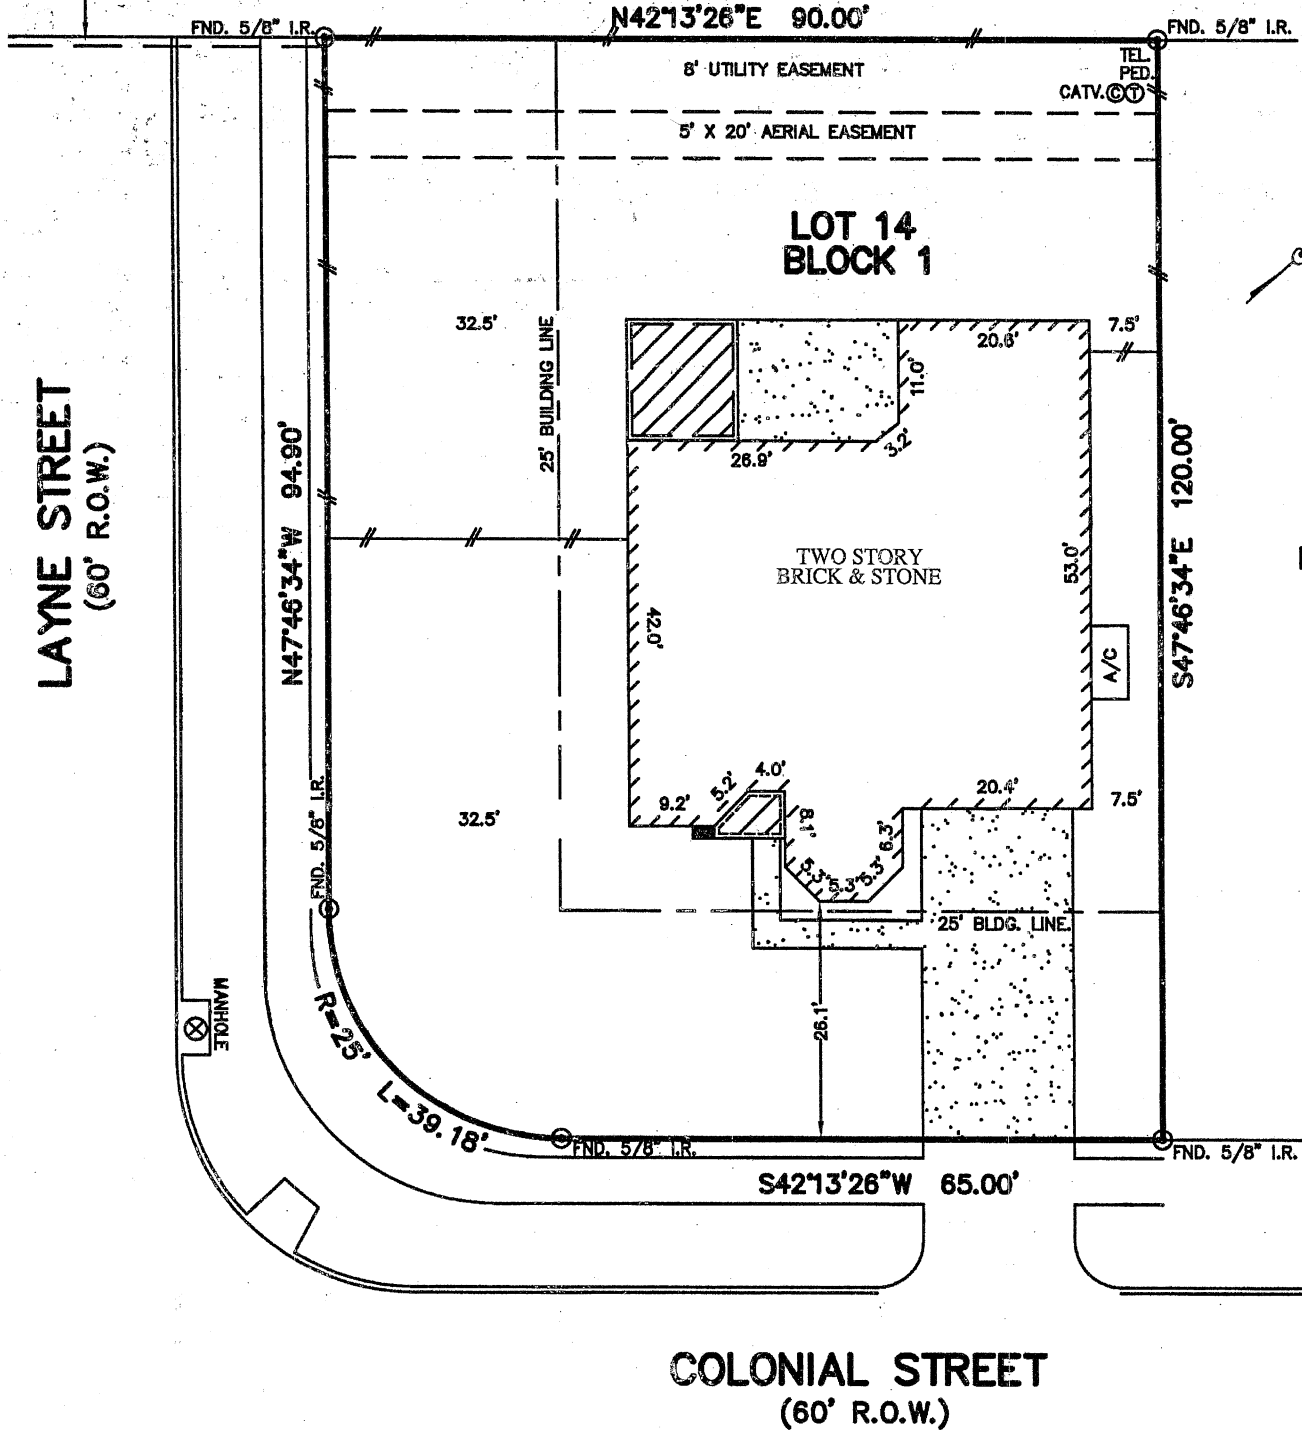 N42°13'26"E 90.00'
FND. 5/8" I.R.
FND. 5/8" I.R.
8' UTILITY EASEMENT
TEL.
PED.
CATV. C T
5' X 20' AERIAL EASEMENT
LOT 14
BLOCK 1
32.5'
25' BUILDING LINE
20.6'
7.5'
11.0'
3.2'
26.9'
LAYNE STREET
(60' R.O.W.)
N47°46'34"W 94.90'
S47°46'34"E 120.00'
TWO STORY
BRICK & STONE
53.0'
42.0'
A/C
4.0'
5.2'
9.2'
20.4'
7.5'
32.5'
8.1'
6.3'
5.3'
5.3'
5.3'
FND. 5/8" I.R.
25' BLDG. LINE
26.1'
MANHOLE
R=25' L=39.18'
FND. 5/8" I.R.
FND. 5/8" I.R.
S42°13'26"W 65.00'
COLONIAL STREET
(60' R.O.W.)